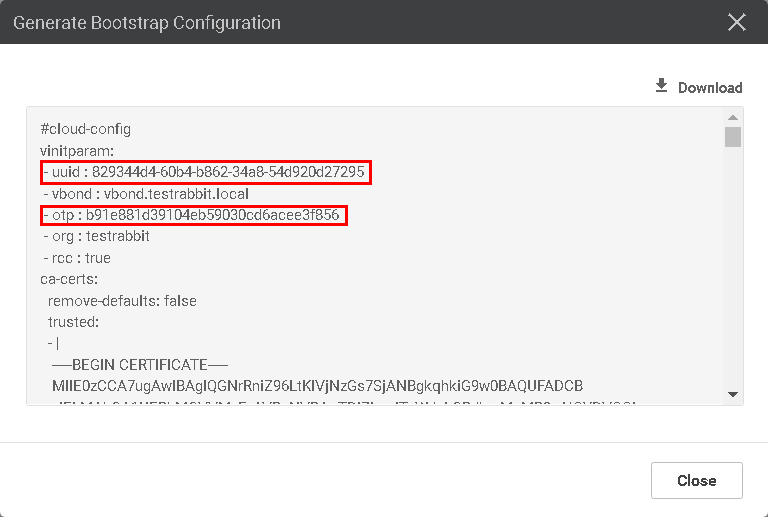 Generate Bootstrap Configuration
Download
#cloud-config
vinitparam:
- uuid : 829344d4-60b4-b862-34a8-54d920d27295
- vbond : vbond.testrabbit.local
- otp : b91e881d39104eb59030cd6acee3f856
- org : testrabbit
- rcc : true
ca-certs:
remove-defaults: false
trusted:
- |
-----BEGIN CERTIFICATE-----
MIIE0zCCA7ugAwIBAgIQGNrRniZ96LtKIVjNzGs7SjANBgkqhkiG9w0BAQUFADCB
Close